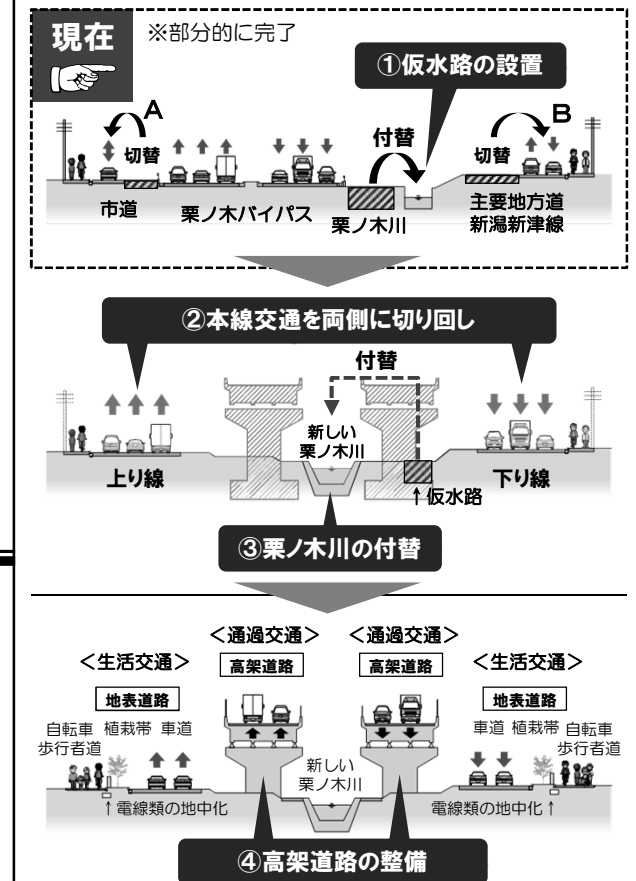 現在
※部分的に完了
①仮水路の設置
A
切替
付替
切替
B
市道
栗ノ木バイパス
栗ノ木川
主要地方道
新潟新津線
②本線交通を両側に切り回し
付替
新しい
栗ノ木川
上り線
↑仮水路
下り線
③栗ノ木川の付替
＜通過交通＞
＜通過交通＞
＜生活交通＞
高架道路
高架道路
＜生活交通＞
地表道路
地表道路
自転車
歩行者道
植栽帯
車道
車道
植栽帯
自転車
歩行者道
新しい
栗ノ木川
↑電線類の地中化
電線類の地中化↑
④高架道路の整備